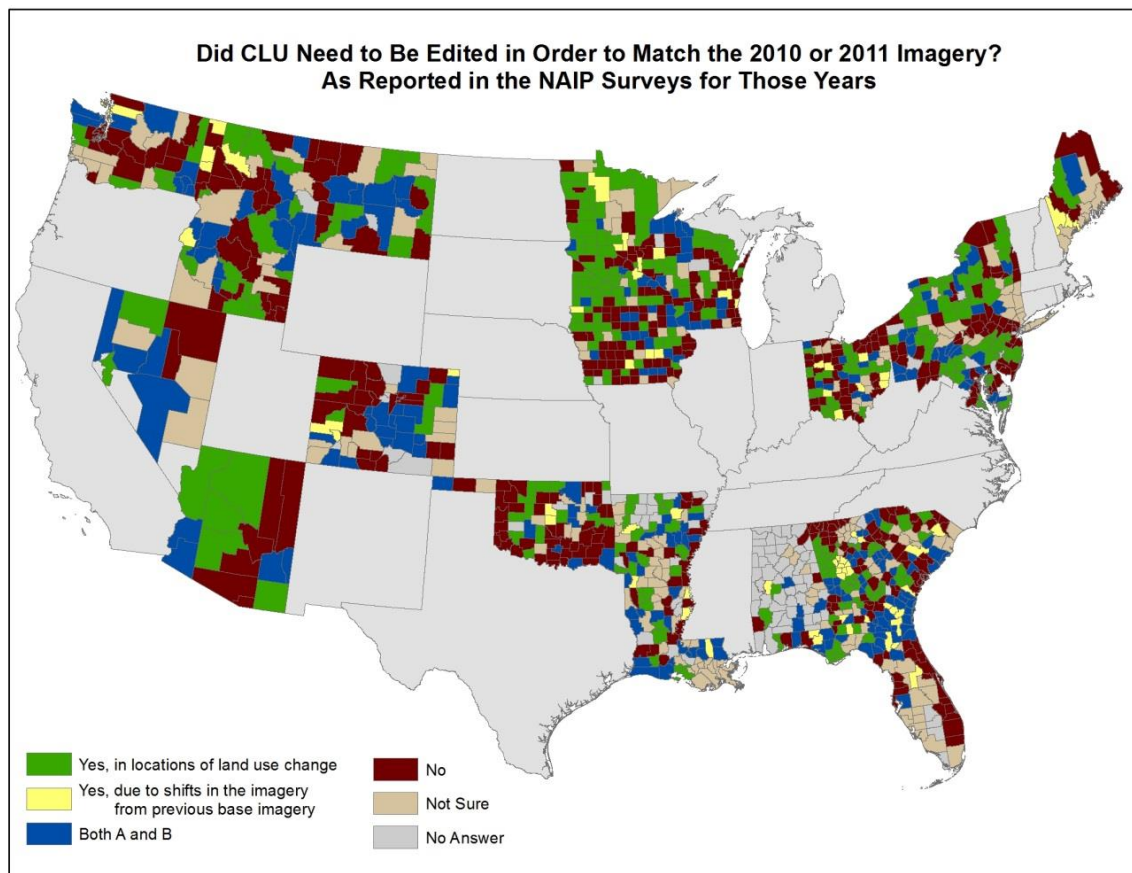 Did CLU Need to Be Edited in Order to Match the 2010 or 2011 Imagery?
As Reported in the NAIP Surveys for Those Years
Yes, in locations of land use change
Yes, due to shifts in the imagery
from previous base imagery
Both A and B
No
Not Sure
No Answer